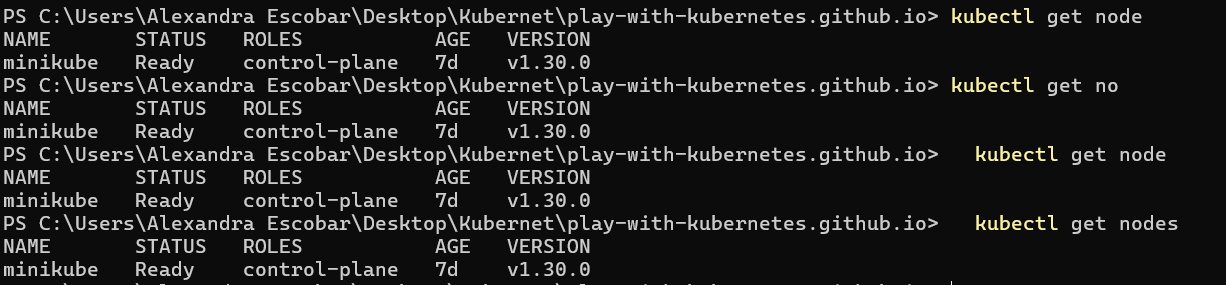 PS C:\Users\Alexandra Escobar\Desktop\Kubernet\play-with-kubernetes.github.io> kubectl get node
NAME       STATUS   ROLES           AGE   VERSION
minikube   Ready    control-plane   7d    v1.30.0
PS C:\Users\Alexandra Escobar\Desktop\Kubernet\play-with-kubernetes.github.io> kubectl get no
NAME       STATUS   ROLES           AGE   VERSION
minikube   Ready    control-plane   7d    v1.30.0
PS C:\Users\Alexandra Escobar\Desktop\Kubernet\play-with-kubernetes.github.io>   kubectl get node
NAME       STATUS   ROLES           AGE   VERSION
minikube   Ready    control-plane   7d    v1.30.0
PS C:\Users\Alexandra Escobar\Desktop\Kubernet\play-with-kubernetes.github.io>   kubectl get nodes
NAME       STATUS   ROLES           AGE   VERSION
minikube   Ready    control-plane   7d    v1.30.0